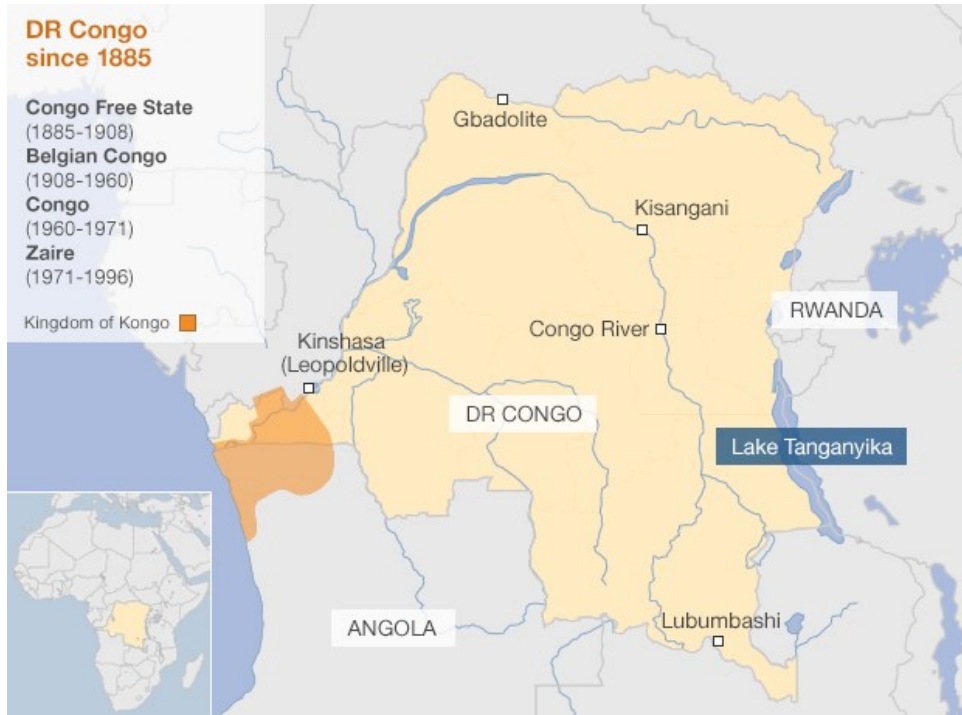 DR Congo
since 1885
Congo Free State
(1885-1908)
Belgian Congo
(1908-1960)
Congo
(1960-1971)
Zaire
(1971-1996)
Kingdom of Kongo
Gbadolite
Kisangani
RWANDA
Congo River
Kinshasa
(Leopoldville)
DR CONGO
Lake Tanganyika
ANGOLA
Lubumbashi